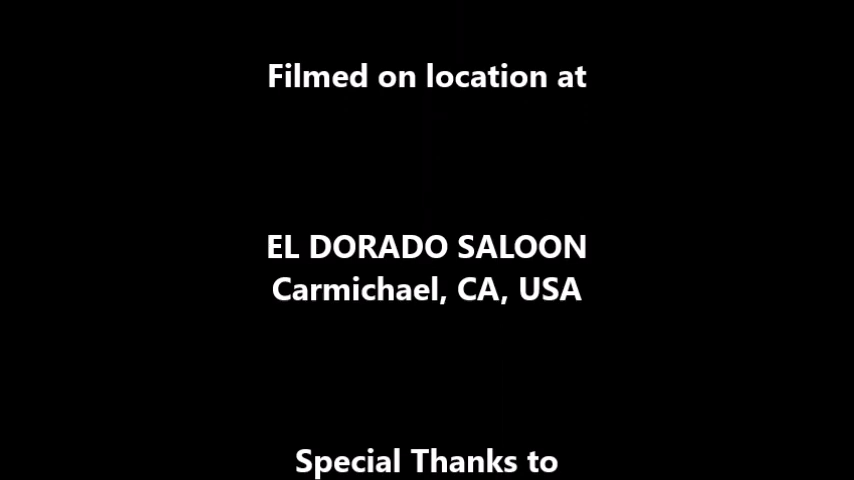 Filmed on location at
EL DORADO SALOON
Carmichael, CA, USA
Special Thanks to